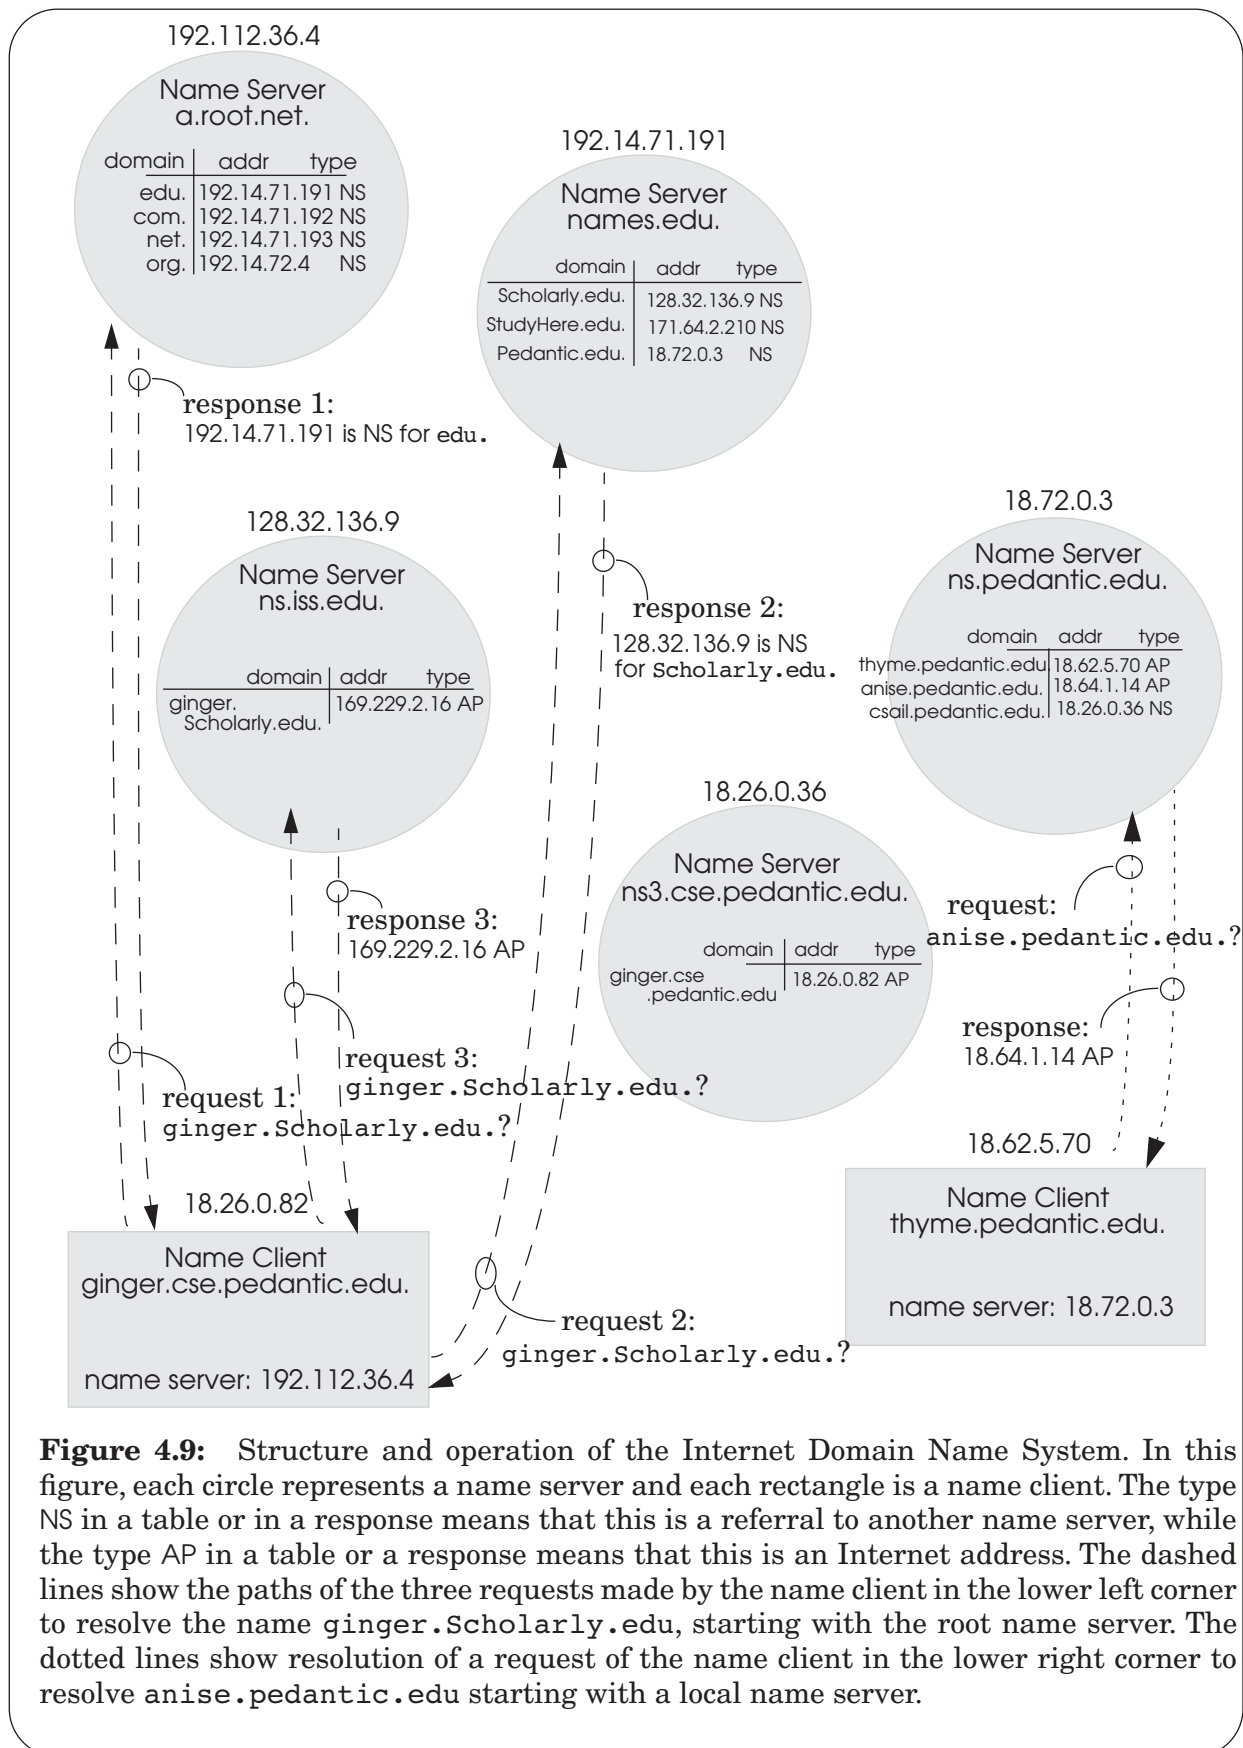 192.112.36.4
Name Server
a.root.net.
domain addr type
edu. 192.14.71.191 NS
com. 192.14.71.192 NS
net. 192.14.71.193 NS
org. 192.14.72.4 NS
response 1:
192.14.71.191 is NS for edu.
192.14.71.191
Name Server
names.edu.
domain addr type
Scholarly.edu. 128.32.136.9 NS
StudyHere.edu. 171.64.2.210 NS
Pedantic.edu. 18.72.0.3 NS
response 2:
128.32.136.9 is NS
for Scholarly.edu.
128.32.136.9
Name Server
ns.iss.edu.
domain addr type
ginger. 169.229.2.16 AP
Scholarly.edu.
response 3:
169.229.2.16 AP
request 3:
ginger.Scholarly.edu.?
request 1:
ginger.Scholarly.edu.?
18.72.0.3
Name Server
ns.pedantic.edu.
domain addr type
thyme.pedantic.edu 18.62.5.70 AP
anise.pedantic.edu. 18.64.1.14 AP
csail.pedantic.edu. 18.26.0.36 NS
18.26.0.36
Name Server
ns3.cse.pedantic.edu.
domain addr type
ginger.cse 18.26.0.82 AP
.pedantic.edu
request:
anise.pedantic.edu.?
response:
18.64.1.14 AP
18.26.0.82
Name Client
ginger.cse.pedantic.edu.
name server: 192.112.36.4
request 2:
ginger.Scholarly.edu.?
18.62.5.70
Name Client
thyme.pedantic.edu.
name server: 18.72.0.3
Figure 4.9: Structure and operation of the Internet Domain Name System. In this
figure, each circle represents a name server and each rectangle is a name client. The type
NS in a table or in a response means that this is a referral to another name server, while
the type AP in a table or a response means that this is an Internet address. The dashed
lines show the paths of the three requests made by the name client in the lower left corner
to resolve the name ginger.Scholarly.edu, starting with the root name server. The
dotted lines show resolution of a request of the name client in the lower right corner to
resolve anise.pedantic.edu starting with a local name server.